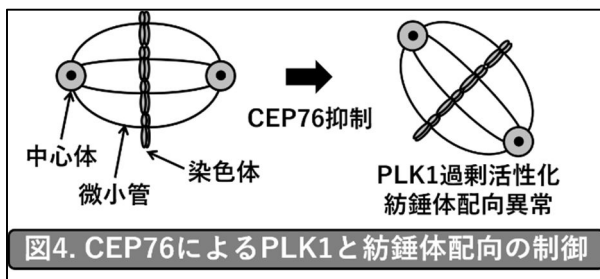 CEP76抑制
中心体
微小管
染色体
PLK1過剰活性化
紡錘体配向異常
図4. CEP76によるPLK1と紡錘体配向の制御